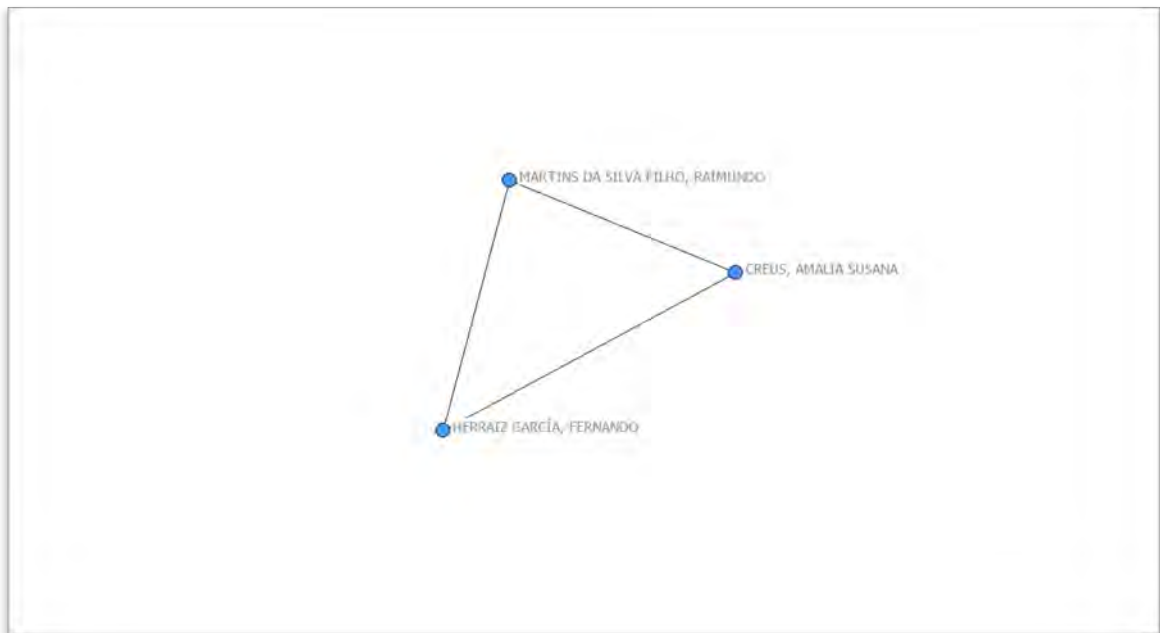 MARTINS DA SILVA FILHO, RAIMUNDO
CREUS, AMALIA SUSANA
HERRAIZ GARCÍA, FERNANDO